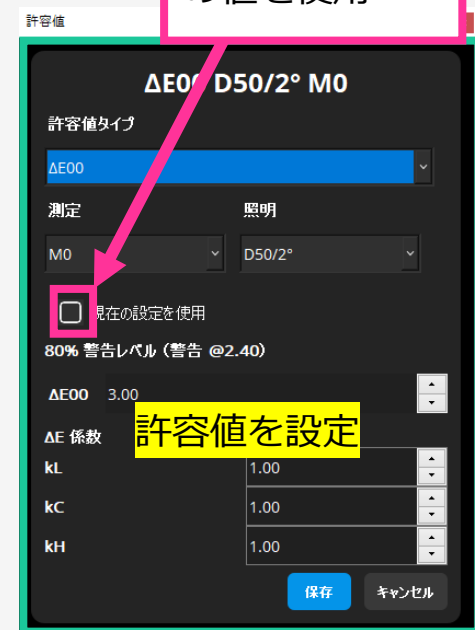 の値を使用
許容値
ΔE00 D50/2° M0
許容値タイプ
ΔE00
測定 照明
M0 D50/2°
現在の設定を使用
80% 警告レベル (警告 @2.40)
ΔE00 3.00
許容値を設定
ΔE 係数
kL 1.00
kC 1.00
kH 1.00
保存 キャンセル